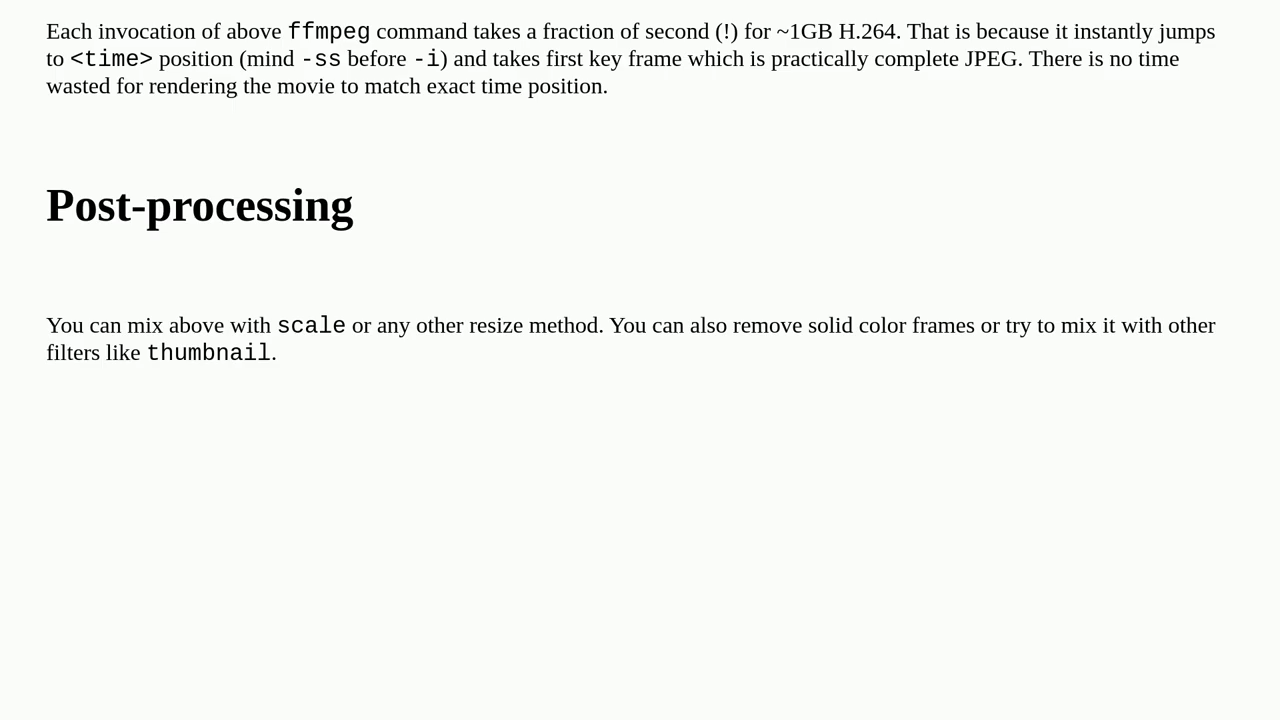 Each invocation of above ffmpeg command takes a fraction of second (!) for ~1GB H.264. That is because it instantly jumps
to <time> position (mind -ss before -i) and takes first key frame which is practically complete JPEG. There is no time
wasted for rendering the movie to match exact time position.
Post-processing
You can mix above with scale or any other resize method. You can also remove solid color frames or try to mix it with other
filters like thumbnail.